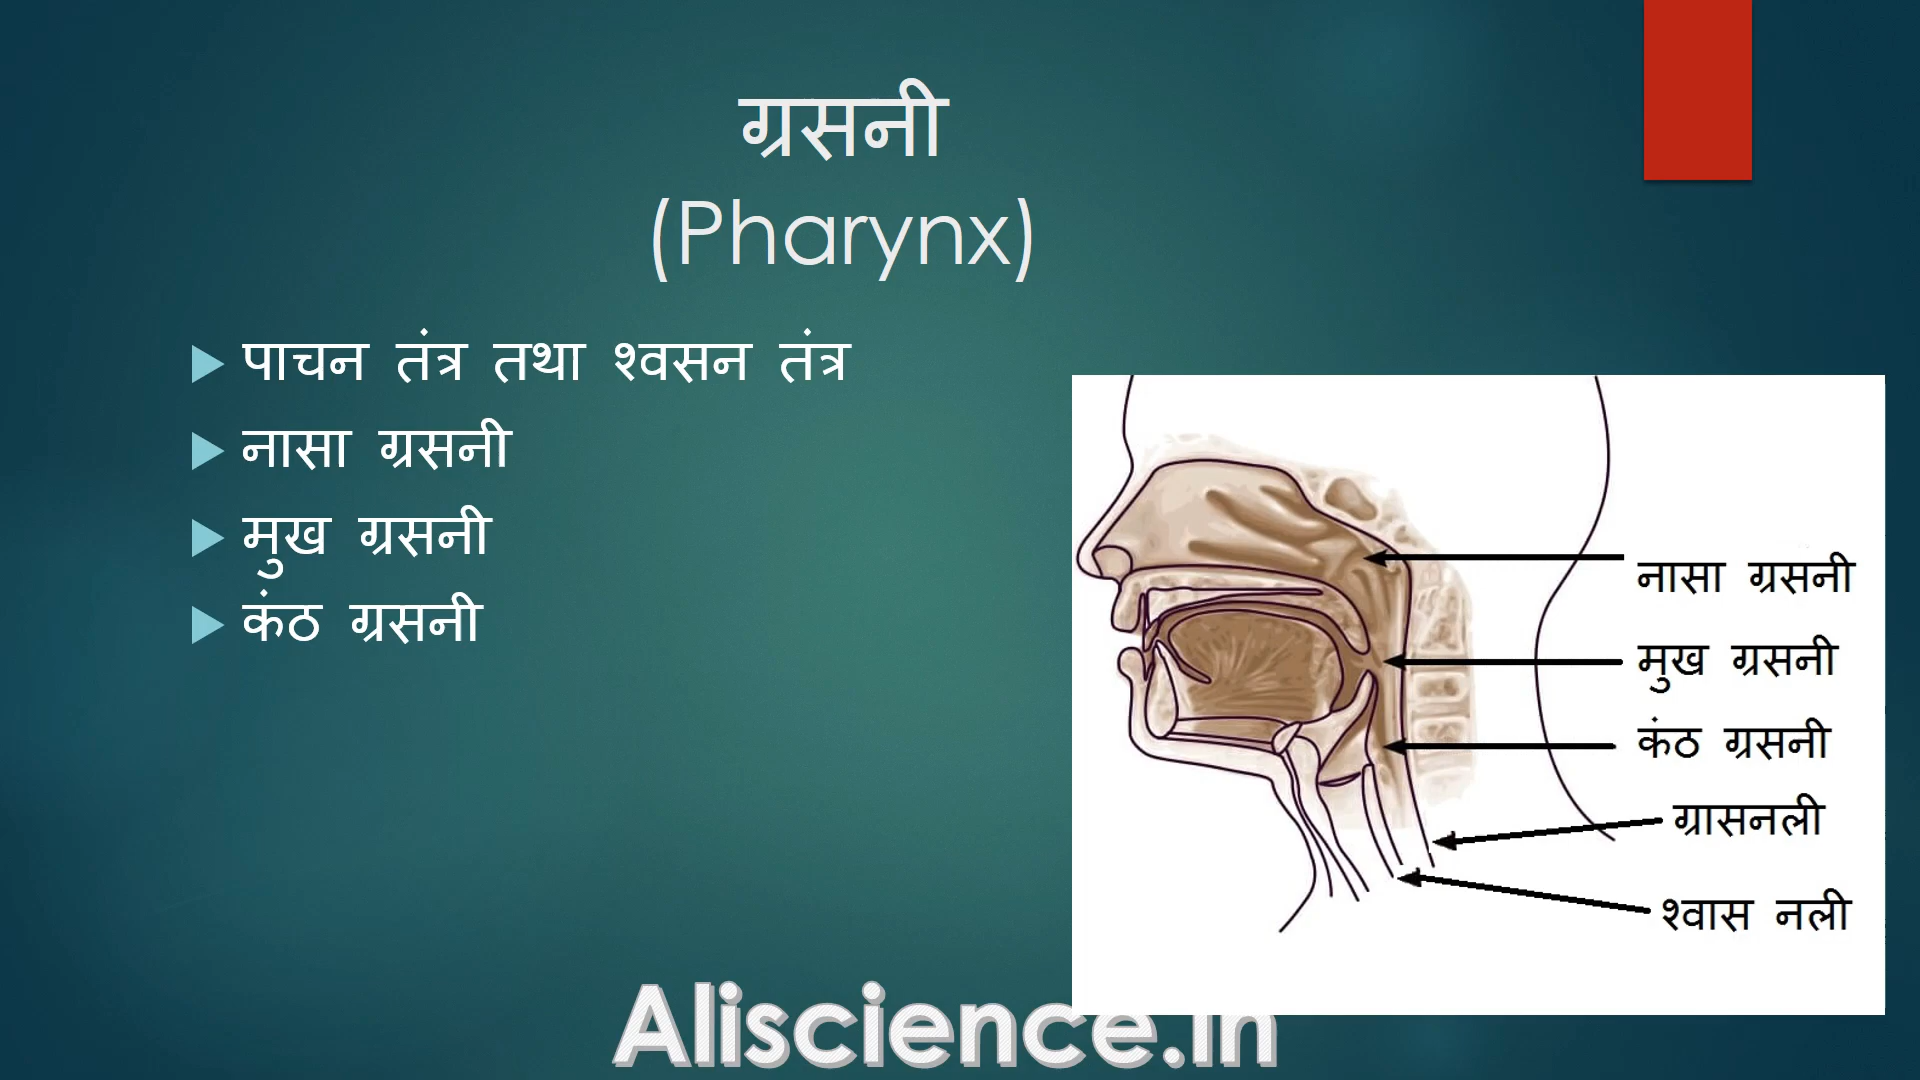 ग्रसनी
(Pharynx)
पाचन तंत्र तथा श्वसन तंत्र
नासा ग्रसनी
मुख ग्रसनी
कंठ ग्रसनी
नासा ग्रसनी
मुख ग्रसनी
कंठ ग्रसनी
ग्रासनली
श्वास नली
Aliscience.in